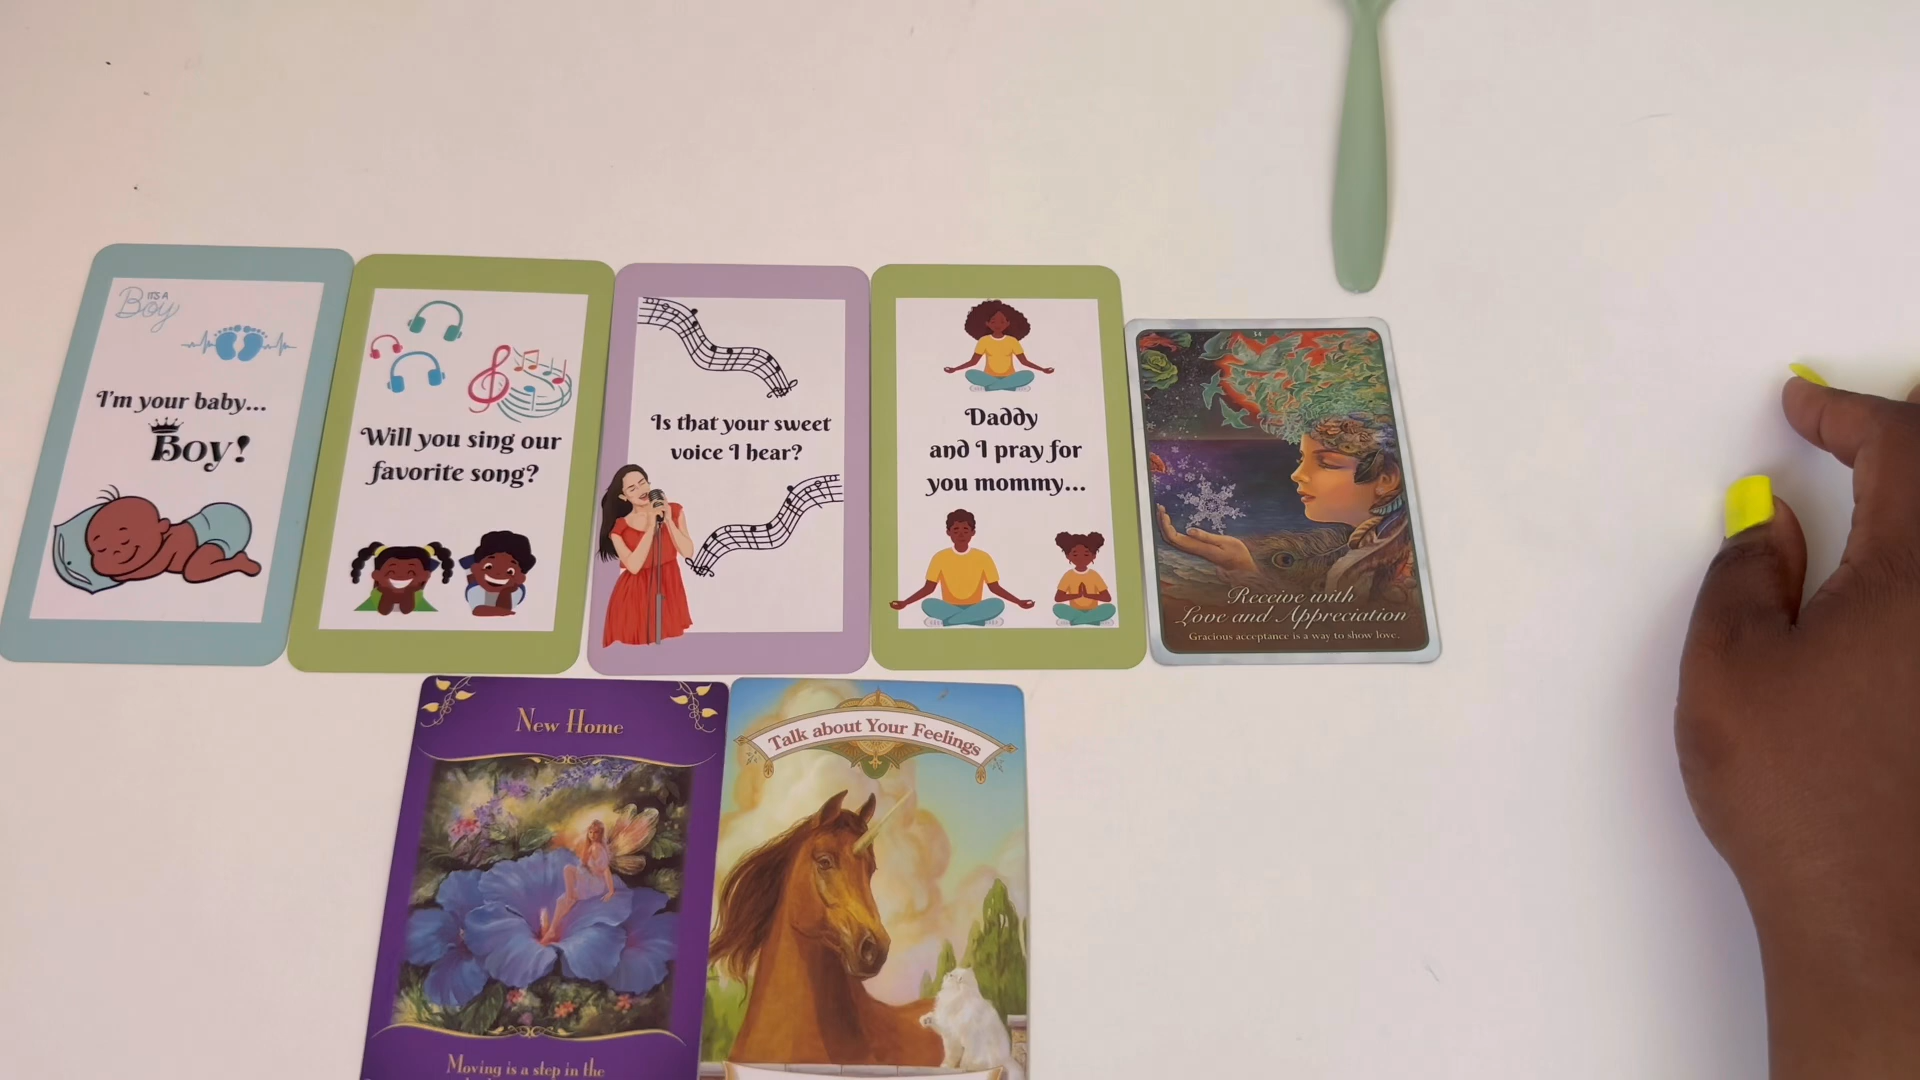 IT'S A
Boy
I'm your baby...
Boy!
Will you sing our
favorite song?
Is that your sweet
voice I hear?
Daddy
and I pray for
you mommy...
14
Receive with
Love and Appreciation
Gracious acceptance is a way to show love.
New Home
Moving is a step in the
Talk about Your Feelings